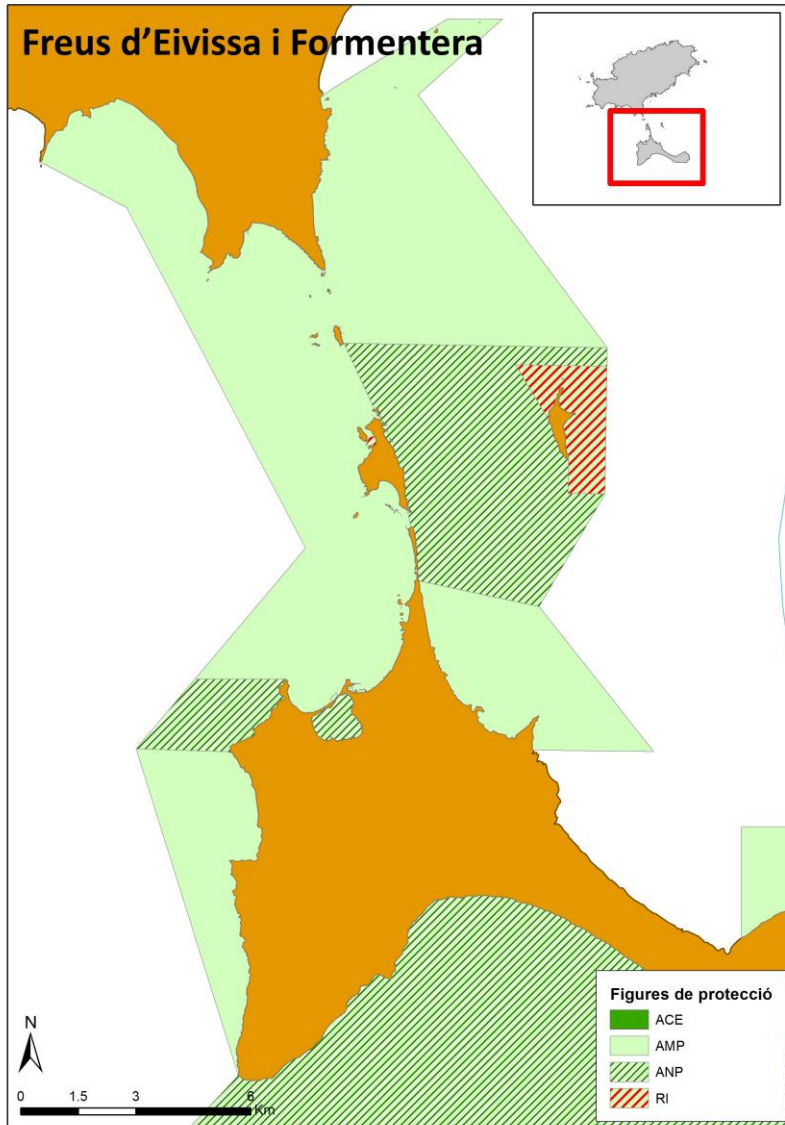 Freus d'Eivissa i Formentera
Figures de protecció
ACE
AMP
ANP
RI
N
0 1.5 3 6
Km